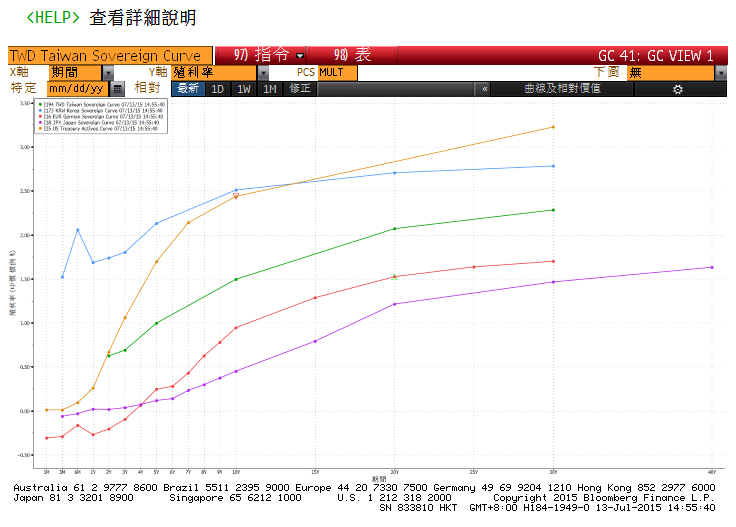 <HELP> 查看詳細說明
TWD Taiwan Sovereign Curve 97) 指令 98) 表 GC 41: GC VIEW 1
X軸 期間 Y軸 殖利率 PCS MULT 下圖 無
特定 mm/dd/yy 相對 最新 1D 1W 1M 修正 « 曲線及相對價值
I194 TWD Taiwan Sovereign Curve 07/13/15 14:55:40
I173 KRW Korea Sovereign Curve 07/13/15 14:55:40
I16 EUR German Sovereign Curve 07/13/15 14:55:40
I18 JPY Japan Sovereign Curve 07/13/15 14:55:40
I25 US Treasury Actives Curve 07/13/15 14:55:40
3.50
3.00
2.50
2.00
1.50
1.00
0.50
0.00
-0.50
1M 3M 6M 1Y 2Y 3Y 4Y 5Y 6Y 7Y 8Y 9Y 10Y 15Y 20Y 25Y 30Y 40Y
期間
Australia 61 2 9777 8600 Brazil 5511 2395 9000 Europe 44 20 7330 7500 Germany 49 69 9204 1210 Hong Kong 852 2977 6000
Japan 81 3 3201 8900 Singapore 65 6212 1000 U.S. 1 212 318 2000 Copyright 2015 Bloomberg Finance L.P.
SN 833810 HKT GMT+8:00 H184-1949-0 13-Jul-2015 14:55:40